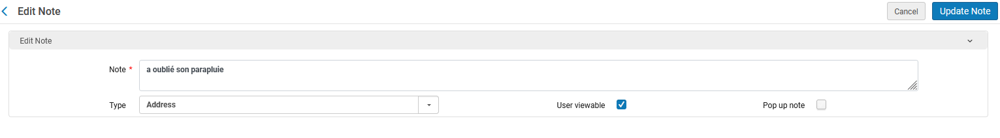 Edit Note
Cancel
Update Note
Edit Note
Note *
a oublié son parapluie
Type
Address
User viewable
Pop up note